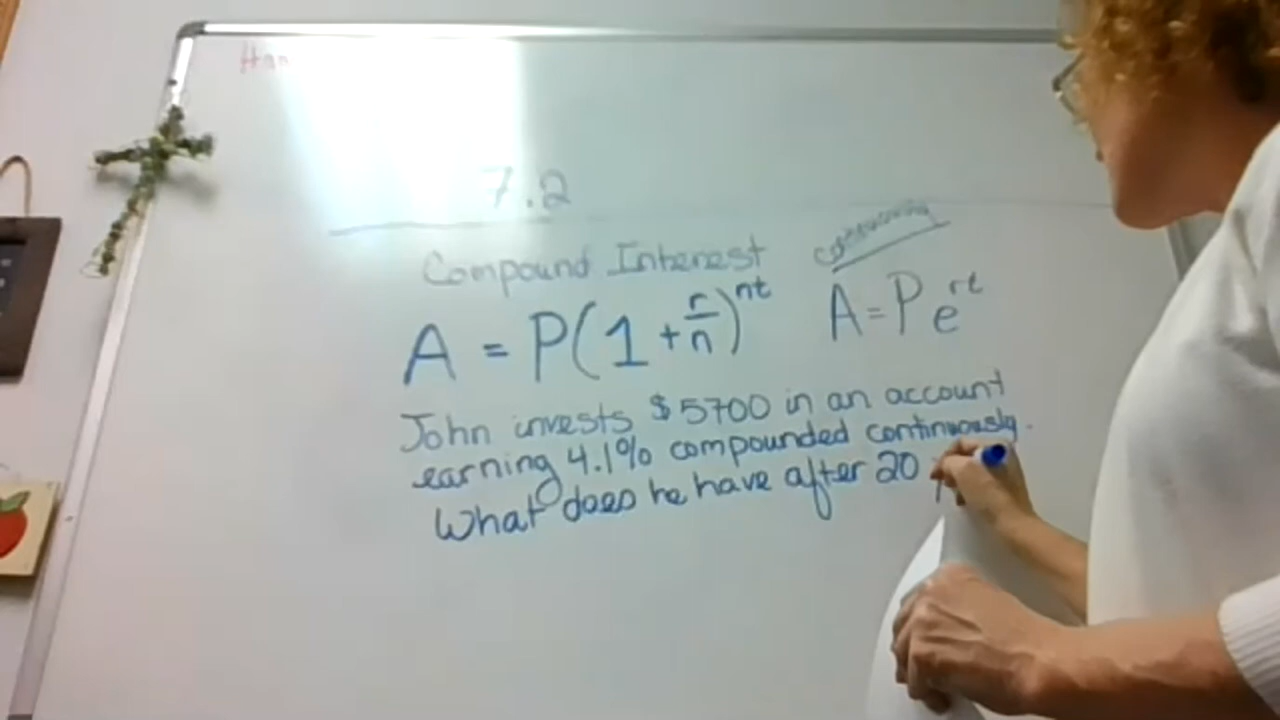 7.2
Compound Interest
A = P(1 + r/n)^nt
A = Pe^rt
John invests $5700 in an account
earning 4.1% compounded continuously.
What does he have after 20